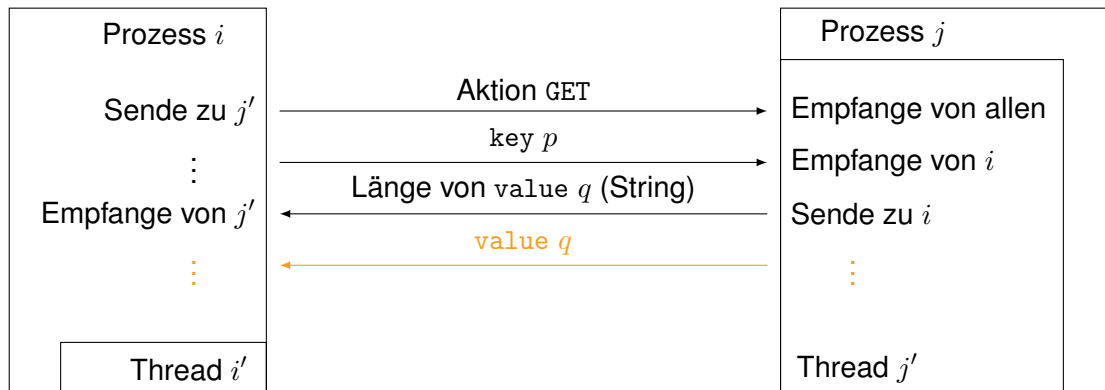 Prozess i
Prozess j
Aktion GET
Sende zu j′
Empfange von allen
key p
⋮
Empfange von i
Länge von value q (String)
Empfange von j′
Sende zu i
value q
⋮
⋮
Thread i′
Thread j′